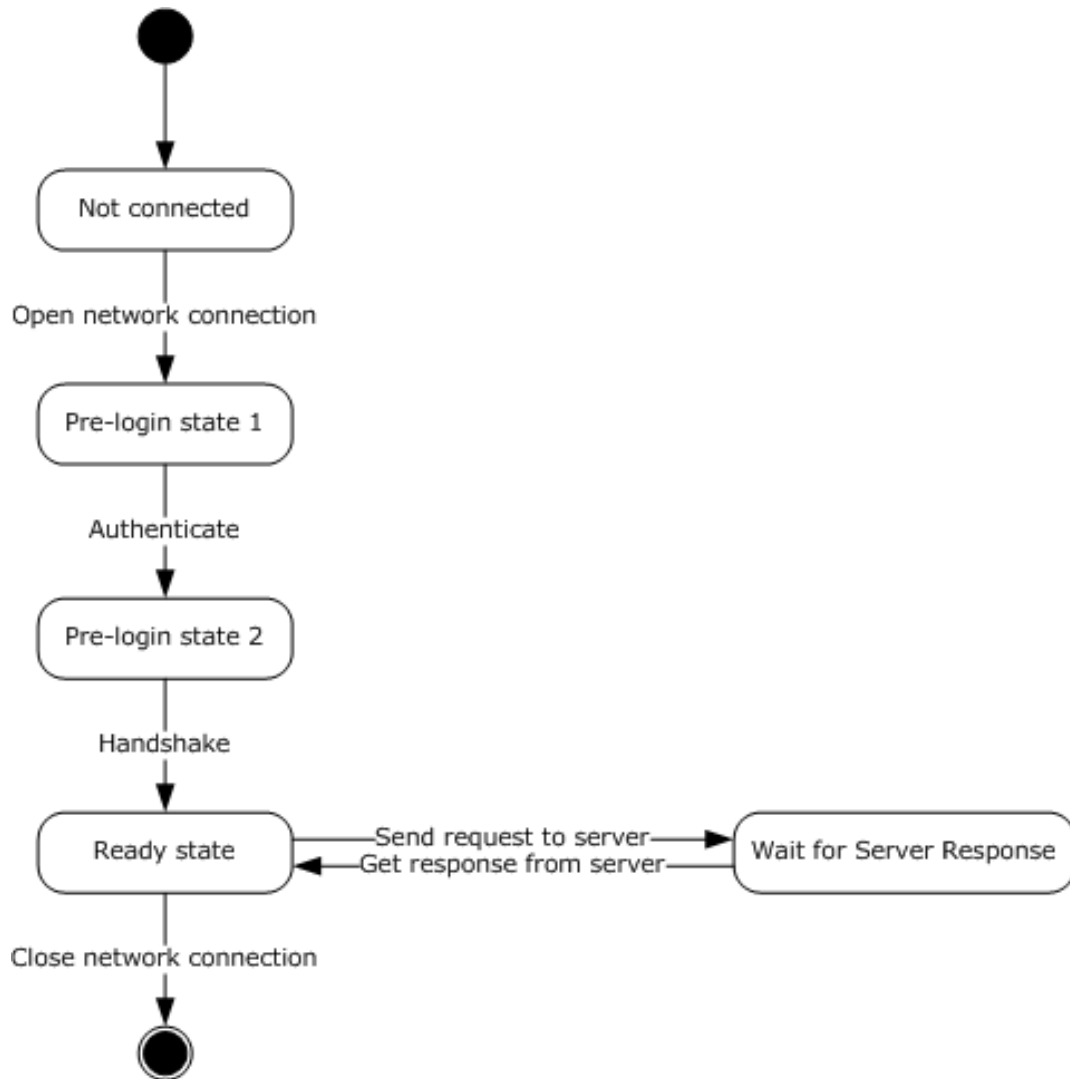 Not connected
Open network connection
Pre-login state 1
Authenticate
Pre-login state 2
Handshake
Ready state
Send request to server
Get response from server
Wait for Server Response
Close network connection